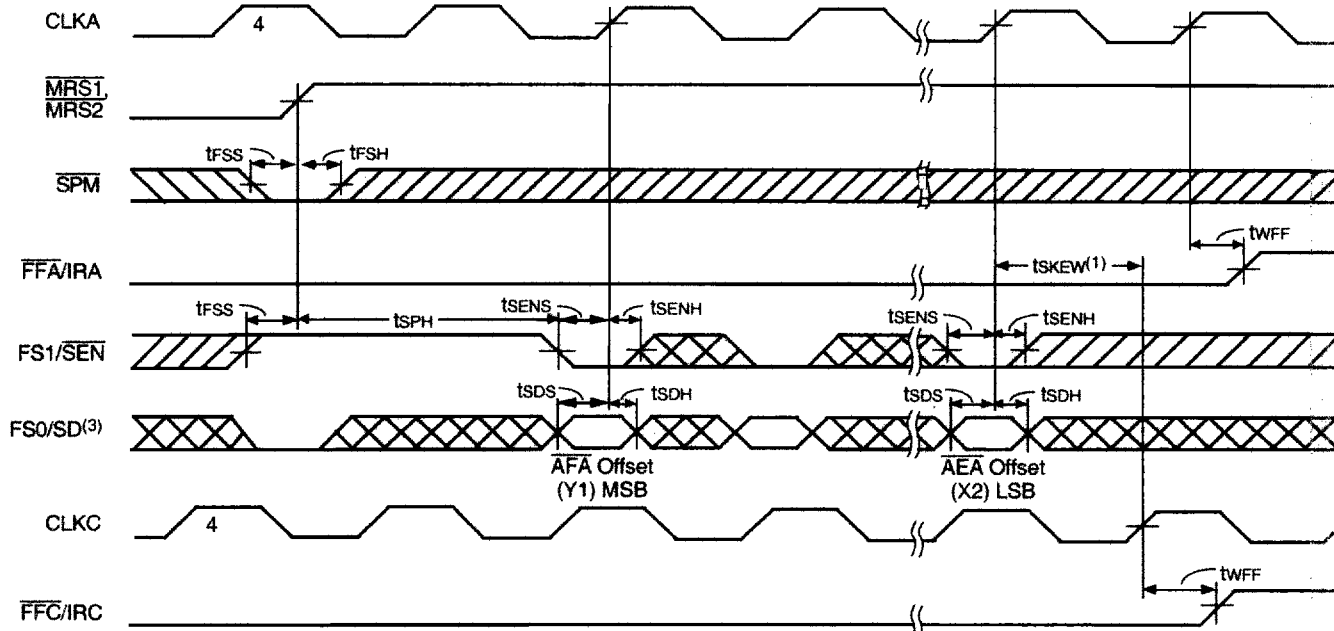 CLKA
4
MRS1,
MRS2
tFSS
tFSH
SPM
tWFF
FFA/IRA
tSKEW(1)
tFSS
tSPH
tSENS
tSENH
tSENS
tSENH
FS1/SEN
tSDS
tSDH
tSDS
tSDH
FS0/SD(3)
AFA Offset
(Y1) MSB
AEA Offset
(X2) LSB
CLKC
4
tWFF
FFC/IRC